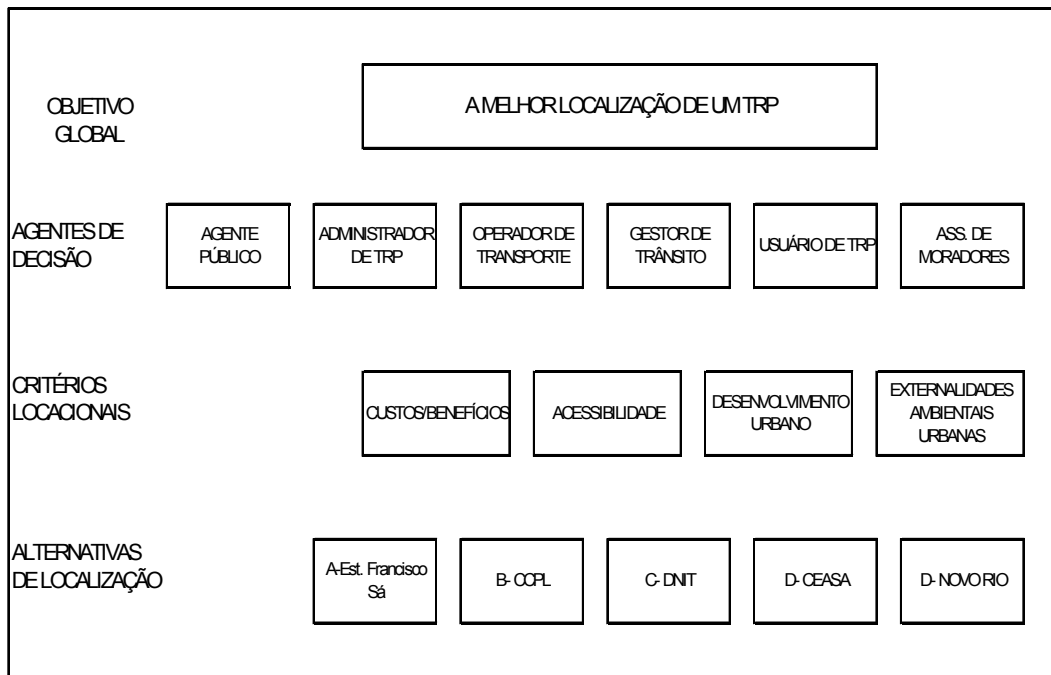 OBJETIVO
GLOBAL
A MELHOR LOCALIZAÇÃO DE UM TRP
AGENTES DE
DECISÃO
AGENTE
PÚBLICO
ADMINISTRADOR
DE TRP
OPERADOR DE
TRANSPORTE
GESTOR DE
TRÂNSITO
USUÁRIO DE TRP
ASS. DE
MORADORES
CRITÉRIOS
LOCACIONAIS
CUSTOS/BENEFÍCIOS
ACESSIBILIDADE
DESENVOLVIMENTO
URBANO
EXTERNALIDADES
AMBIENTAIS
URBANAS
ALTERNATIVAS
DE LOCALIZAÇÃO
A-Est. Francisco
Sá
B- CCPL
C- DNIT
D- CEASA
D- NOVO RIO